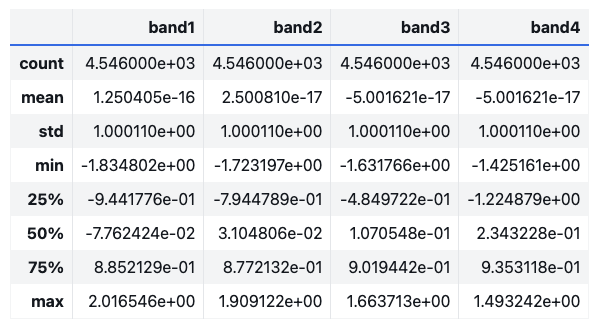 band1 band2 band3 band4
count 4.546000e+03 4.546000e+03 4.546000e+03 4.546000e+03
mean 1.250405e-16 2.500810e-17 -5.001621e-17 -5.001621e-17
std 1.000110e+00 1.000110e+00 1.000110e+00 1.000110e+00
min -1.834802e+00 -1.723197e+00 -1.631766e+00 -1.425161e+00
25% -9.441776e-01 -7.944789e-01 -4.849722e-01 -1.224879e+00
50% -7.762424e-02 3.104806e-02 1.070548e-01 2.343228e-01
75% 8.852129e-01 8.772132e-01 9.019442e-01 9.353118e-01
max 2.016546e+00 1.909122e+00 1.663713e+00 1.493242e+00